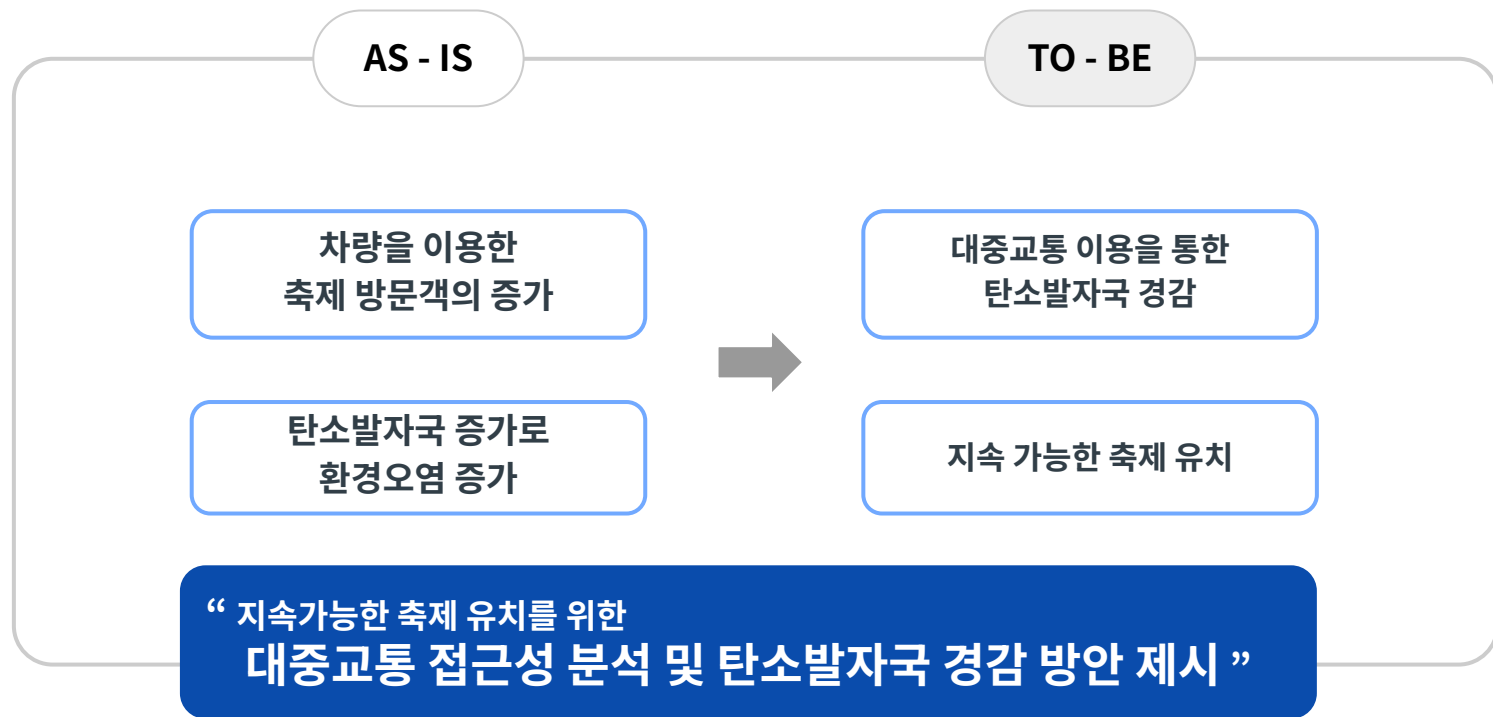 AS - IS
차량을 이용한
축제 방문객의 증가
탄소발자국 증가로
환경오염 증가
TO - BE
대중교통 이용을 통한
탄소발자국 경감
지속 가능한 축제 유치
“ 지속가능한 축제 유치를 위한
대중교통 접근성 분석 및 탄소발자국 경감 방안 제시 ”